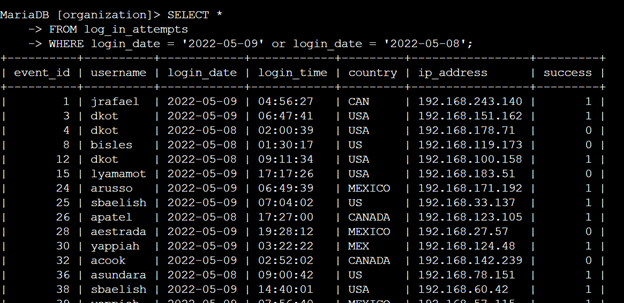 MariaDB [organization]> SELECT *
    -> FROM log_in_attempts
    -> WHERE login_date = '2022-05-09' or login_date = '2022-05-08';
+----------+----------+------------+------------+---------+-----------------+---------+
| event_id | username | login_date | login_time | country | ip_address      | success |
+----------+----------+------------+------------+---------+-----------------+---------+
|        1 | jrafael  | 2022-05-09 | 04:56:27   | CAN     | 192.168.243.140 |       1 |
|        3 | dkot     | 2022-05-09 | 06:47:41   | USA     | 192.168.151.162 |       1 |
|        4 | dkot     | 2022-05-08 | 02:00:39   | USA     | 192.168.178.71  |       0 |
|        8 | bisles   | 2022-05-08 | 01:30:17   | US      | 192.168.119.173 |       0 |
|       12 | dkot     | 2022-05-08 | 09:11:34   | USA     | 192.168.100.158 |       1 |
|       15 | lyamamot | 2022-05-09 | 17:17:26   | USA     | 192.168.183.51  |       0 |
|       24 | arusso   | 2022-05-09 | 06:49:39   | MEXICO  | 192.168.171.192 |       1 |
|       25 | sbaelish | 2022-05-09 | 07:04:02   | US      | 192.168.33.137  |       1 |
|       26 | apatel   | 2022-05-08 | 17:27:00   | CANADA  | 192.168.123.105 |       1 |
|       28 | aestrada | 2022-05-09 | 19:28:12   | MEXICO  | 192.168.27.57   |       0 |
|       30 | yappiah  | 2022-05-09 | 03:22:22   | MEX     | 192.168.124.48  |       1 |
|       32 | acook    | 2022-05-09 | 02:52:02   | CANADA  | 192.168.142.239 |       0 |
|       36 | asundara | 2022-05-08 | 09:00:42   | US      | 192.168.78.151  |       1 |
|       38 | sbaelish | 2022-05-09 | 14:40:01   | USA     | 192.168.60.42   |       1 |